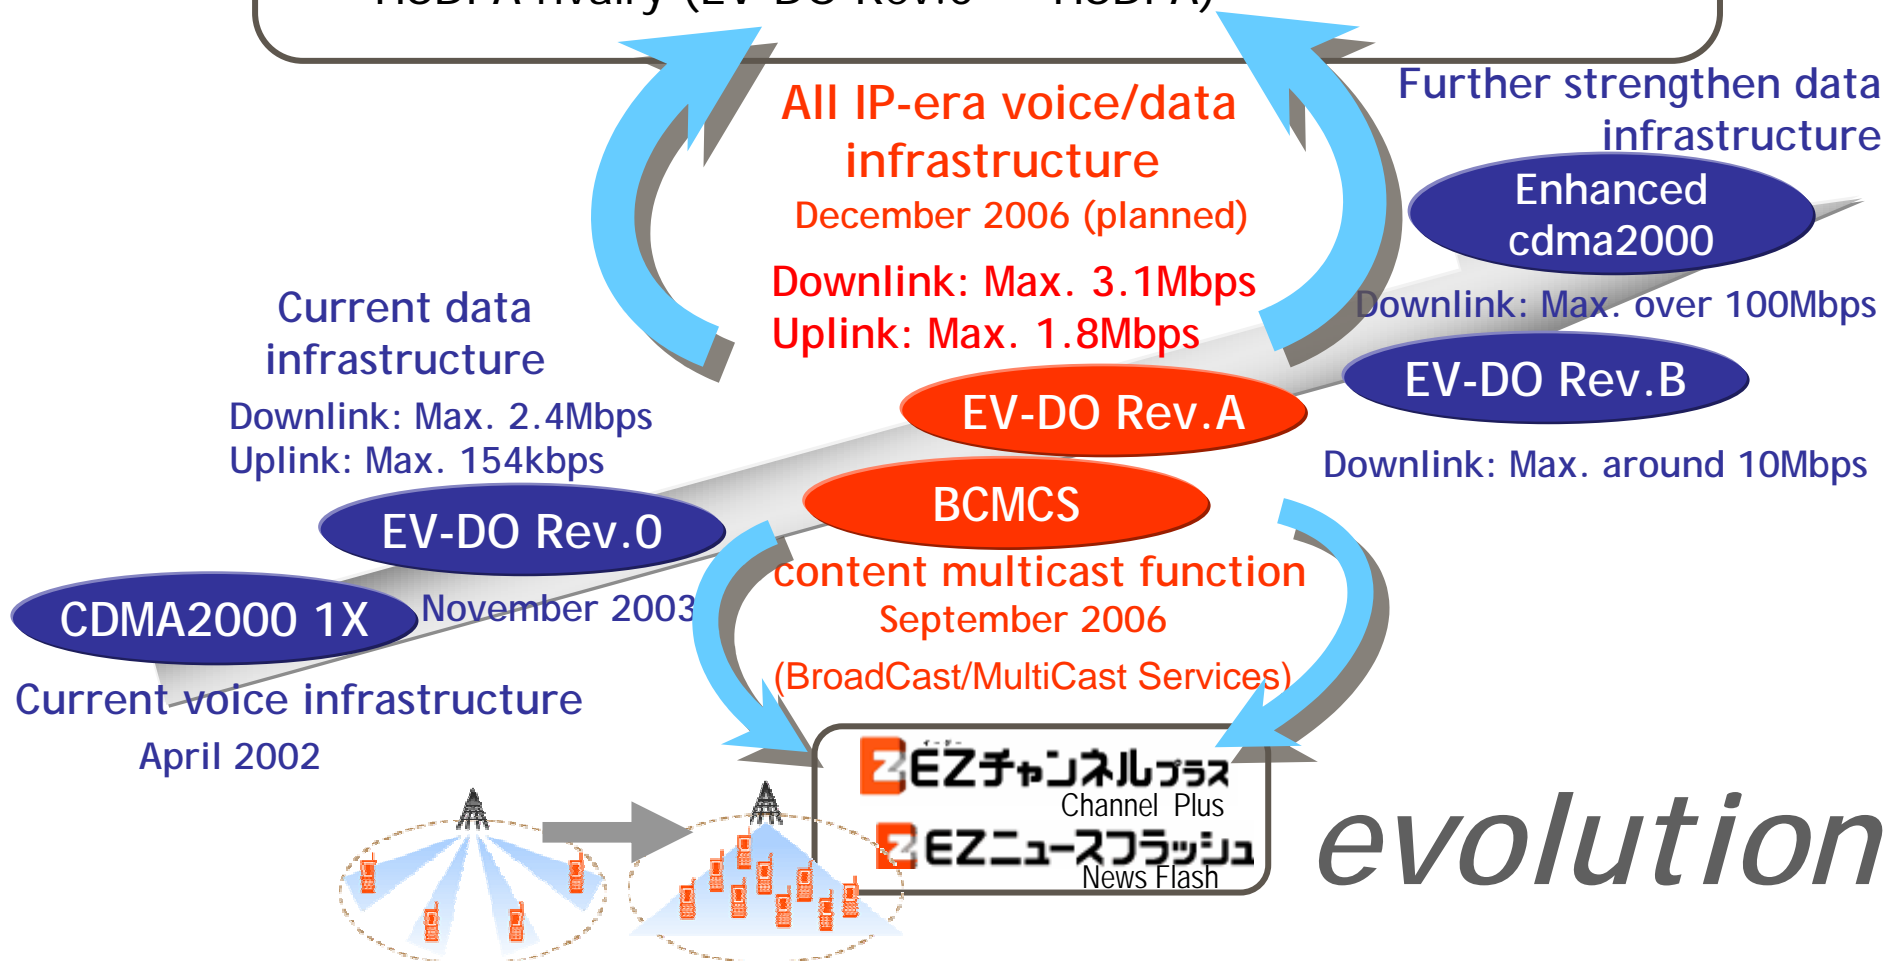 (EV-DO Rev.0
All IP-era voice/data
infrastructure
December 2006 (planned)
Downlink: Max. 3.1Mbps
Uplink: Max. 1.8Mbps
Further strengthen data
infrastructure
Enhanced
cdma2000
Downlink: Max. over 100Mbps
EV-DO Rev.B
Downlink: Max. around 10Mbps
Current data
infrastructure
Downlink: Max. 2.4Mbps
Uplink: Max. 154kbps
EV-DO Rev.A
BCMCS
EV-DO Rev.0
November 2003
CDMA2000 1X
Current voice infrastructure
April 2002
content multicast function
September 2006
(BroadCast/MultiCast Services)
EZチャンネルプラス
Channel Plus
EZニュースフラッシュ
News Flash
evolution